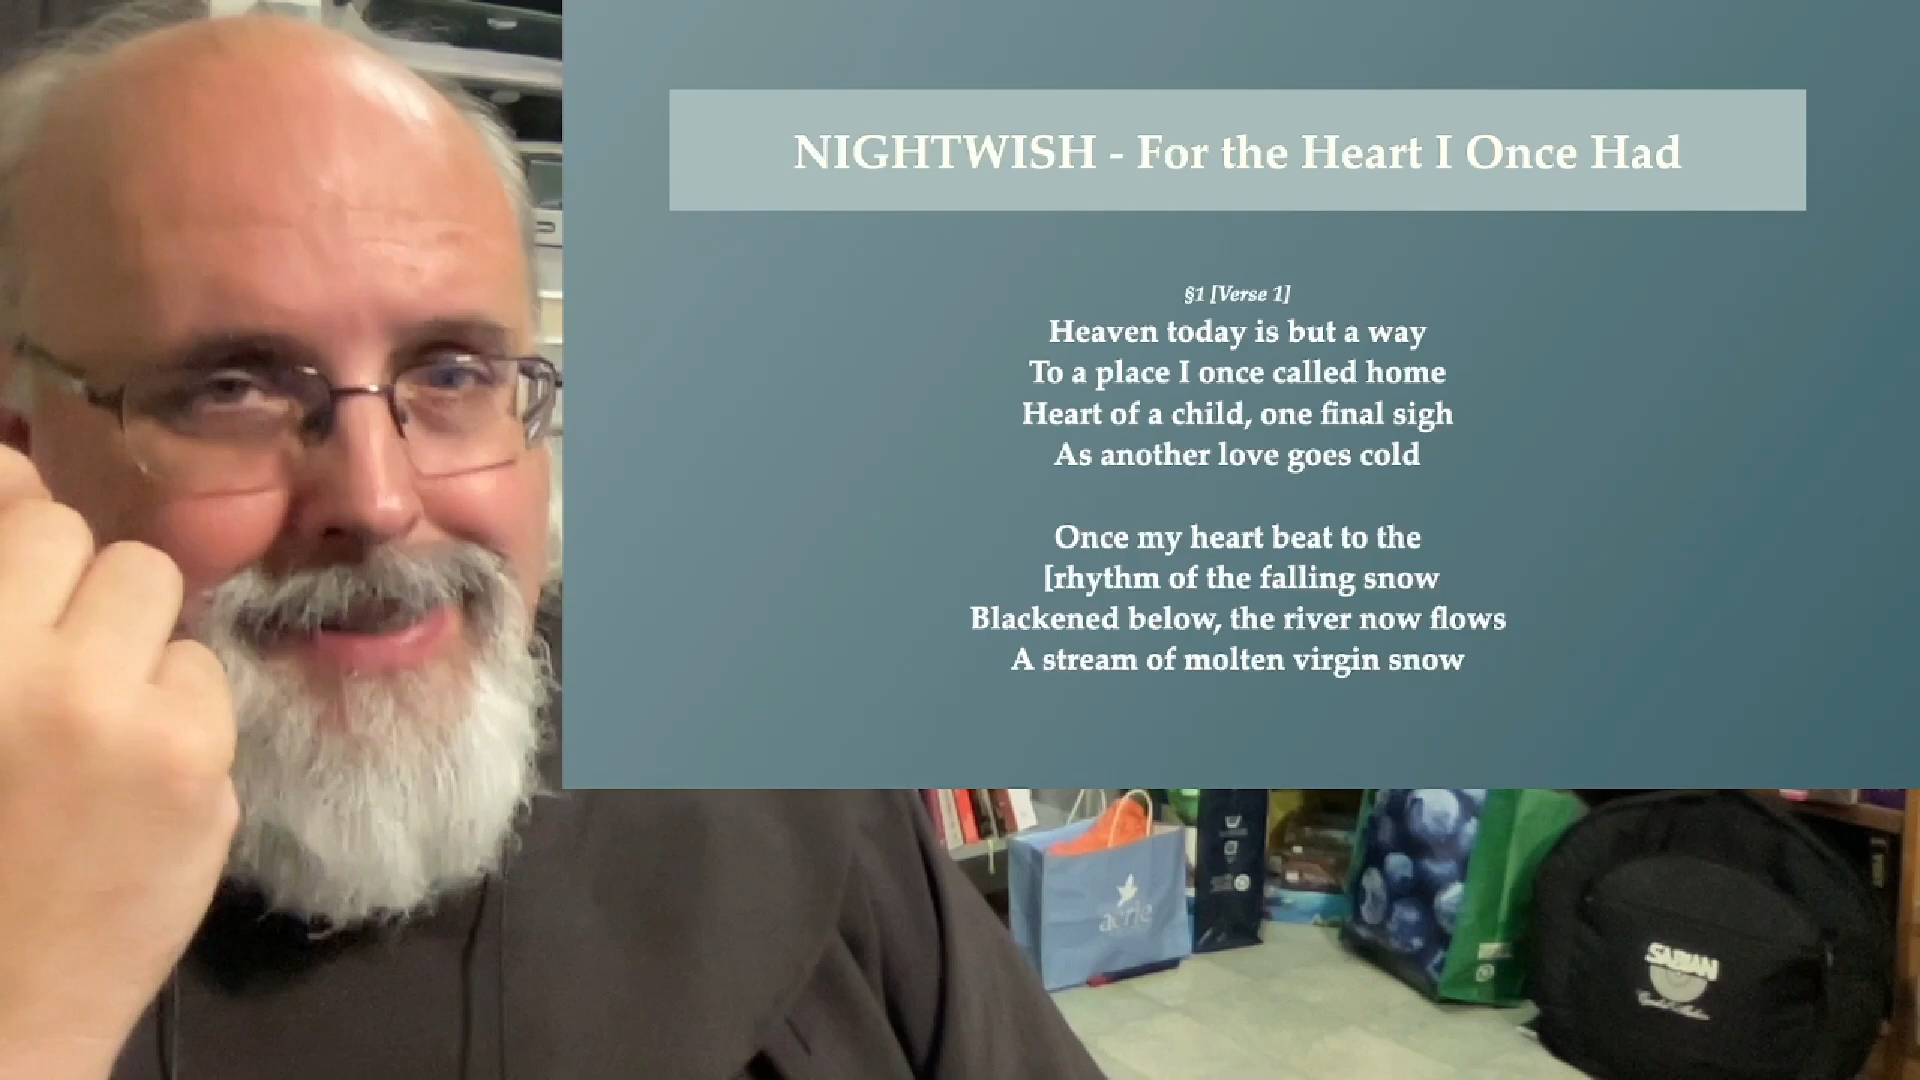 NIGHTWISH - For the Heart I Once Had
§1 [Verse 1]
Heaven today is but a way
To a place I once called home
Heart of a child, one final sigh
As another love goes cold
Once my heart beat to the
[rhythm of the falling snow
Blackened below, the river now flows
A stream of molten virgin snow
aerie
SABIAN